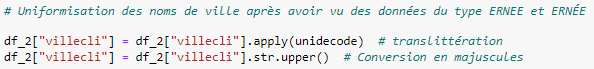 # Uniformisation des noms de ville après avoir vu des données du type ERNEE et ERNÉE
df_2["villecli"] = df_2["villecli"].apply(unidecode)  # translittération
df_2["villecli"] = df_2["villecli"].str.upper()  # Conversion en majuscules